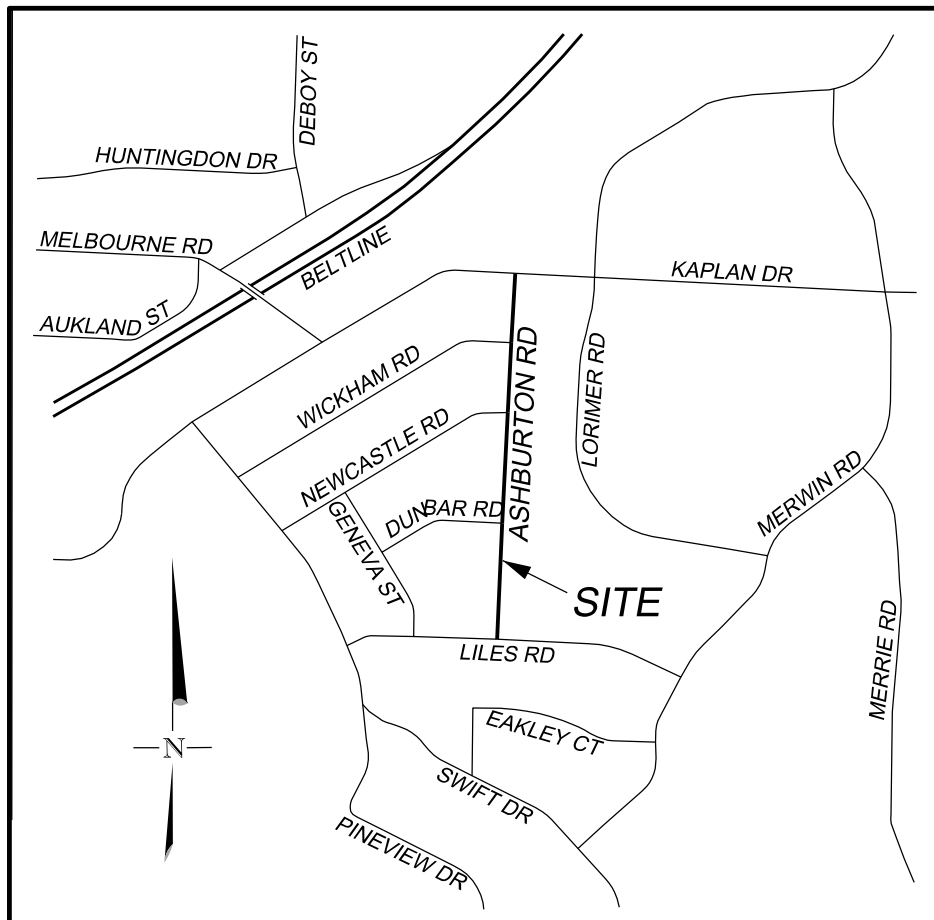 DEBOY ST
HUNTINGDON DR
MELBOURNE RD
BELTLINE
KAPLAN DR
AUKLAND ST
WICKHAM RD
ASHBURTON RD
LORIMER RD
NEWCASTLE RD
MERWIN RD
DUNBAR RD
GENEVA ST
SITE
LILES RD
MERRIE RD
EAKLEY CT
N
SWIFT DR
PINEVIEW DR